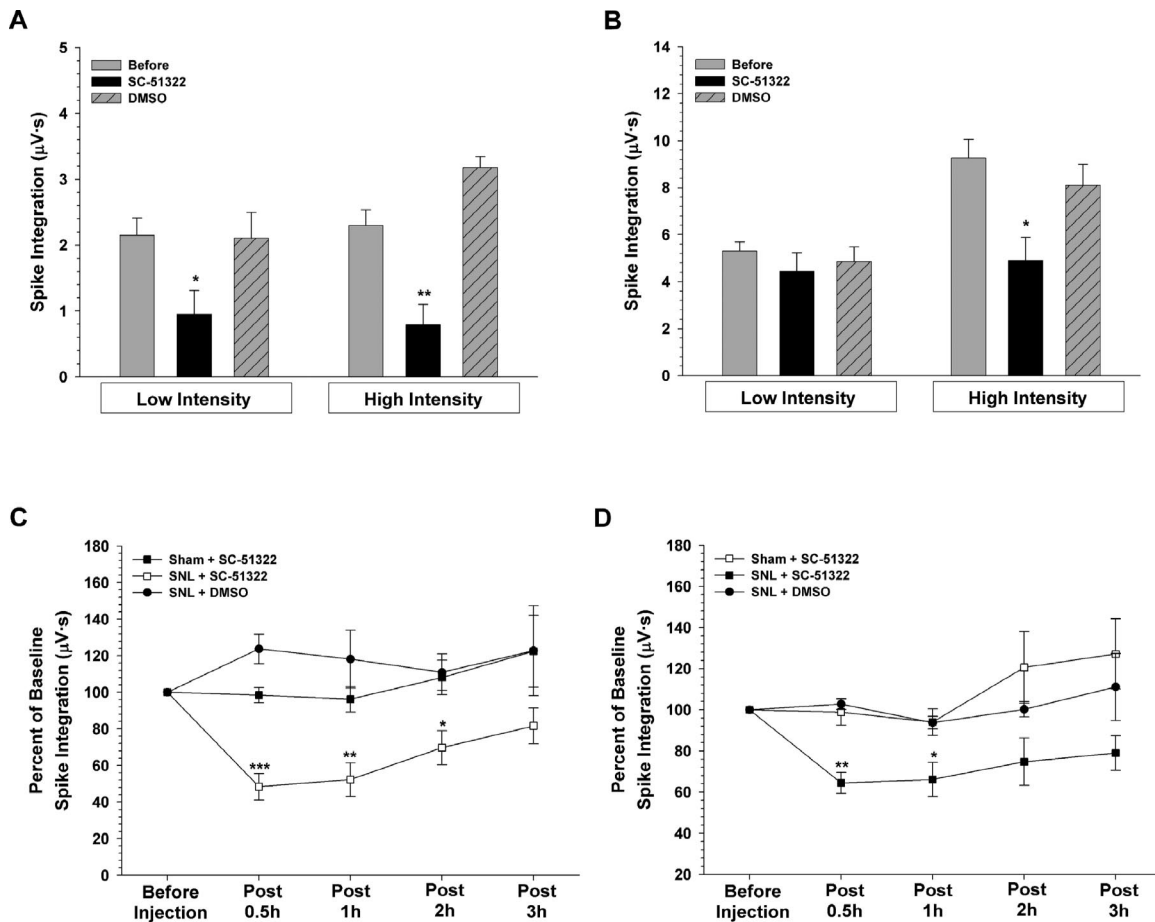 A
Spike Integration (µV·s)
5
4
3
2
1
0
Before
SC-51322
DMSO
*
**
Low Intensity
High Intensity
B
Spike Integration (µV·s)
14
12
10
8
6
4
2
0
Before
SC-51322
DMSO
*
Low Intensity
High Intensity
C
Percent of Baseline
Spike Integration (µV·s)
180
160
140
120
100
80
60
40
20
0
Sham + SC-51322
SNL + SC-51322
SNL + DMSO
***
**
*
Before
Injection
Post
0.5h
Post
1h
Post
2h
Post
3h
D
Percent of Baseline
Spike Integration (µV·s)
180
160
140
120
100
80
60
40
20
Sham + SC-51322
SNL + SC-51322
SNL + DMSO
**
*
Before
Injection
Post
0.5h
Post
1h
Post
2h
Post
3h